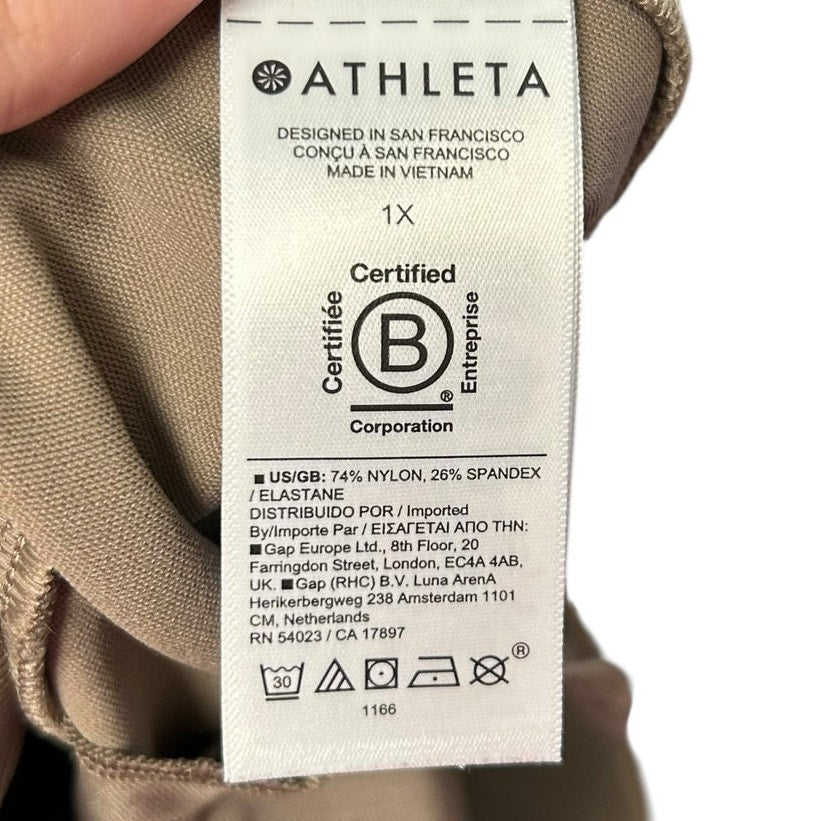 ATHLETA
DESIGNED IN SAN FRANCISCO
CONÇU À SAN FRANCISCO
MADE IN VIETNAM
1X
Certified
Certifiée
B
Entreprise
®
Corporation
US/GB: 74% NYLON, 26% SPANDEX
/ ELASTANE
DISTRIBUIDO POR / Imported
By/Importe Par / ΕΙΣΑΓΕΤΑΙ ΑΠΟ ΤΗΝ:
Gap Europe Ltd., 8th Floor, 20
Farringdon Street, London, EC4A 4AB,
UK. Gap (RHC) B.V. Luna ArenA
Herikerbergweg 238 Amsterdam 1101
CM, Netherlands
RN 54023 / CA 17897
30
®
1166